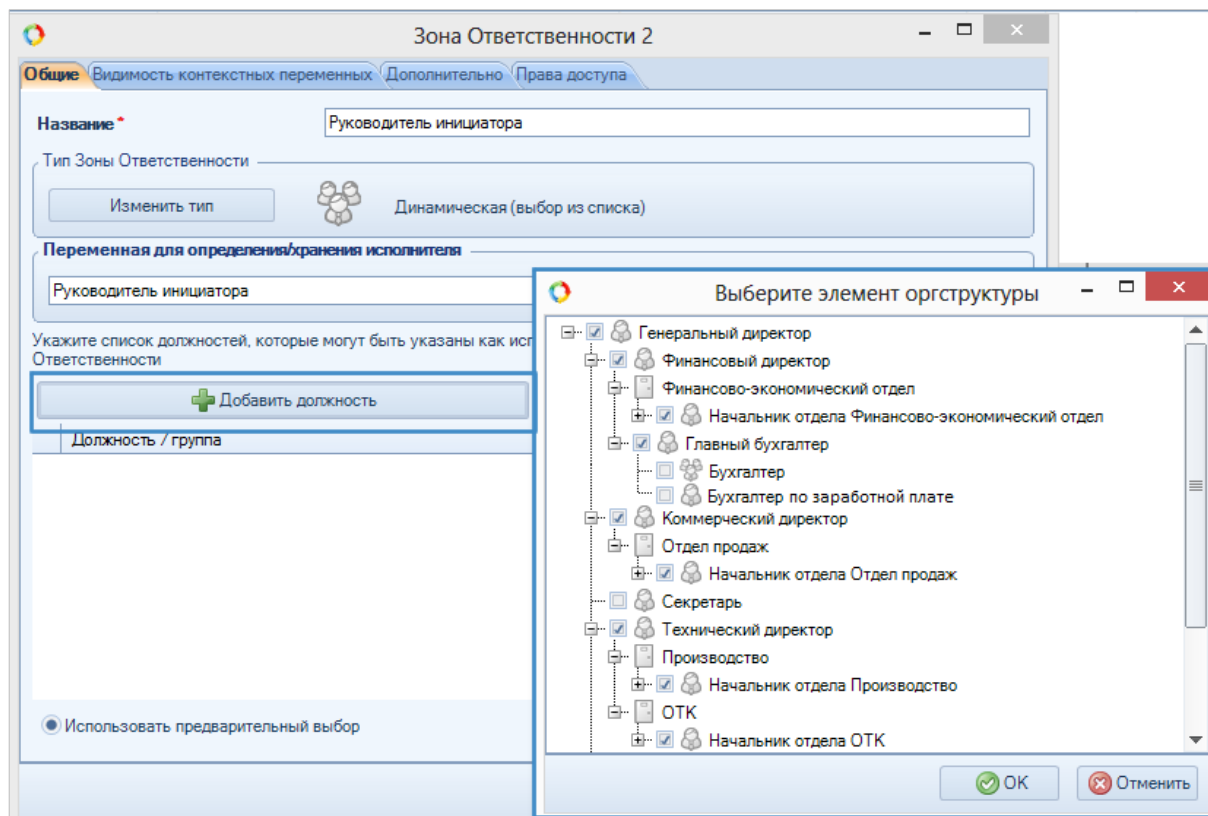 Зона Ответственности 2
Общие Видимость контекстных переменных Дополнительно Права доступа
Название * Руководитель инициатора
Тип Зоны Ответственности
Изменить тип Динамическая (выбор из списка)
Переменная для определения/хранения исполнителя
Руководитель инициатора
Укажите список должностей, которые могут быть указаны как исп
Ответственности
Добавить должность
Должность / группа
Использовать предварительный выбор
Выберите элемент оргструктуры
Генеральный директор
Финансовый директор
Финансово-экономический отдел
Начальник отдела Финансово-экономический отдел
Главный бухгалтер
Бухгалтер
Бухгалтер по заработной плате
Коммерческий директор
Отдел продаж
Начальник отдела Отдел продаж
Секретарь
Технический директор
Производство
Начальник отдела Производство
ОТК
Начальник отдела ОТК
OK Отменить